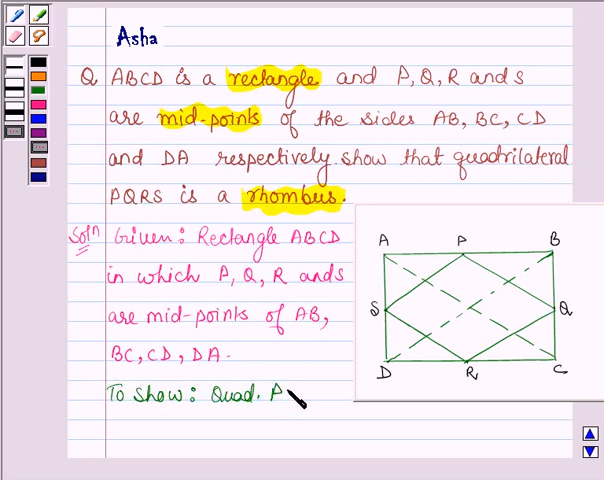 Asha
Q ABCD is a rectangle and P, Q, R and S
are mid-points of the sides AB, BC, CD
and DA respectively. show that quadrilateral
PQRS is a rhombus.
Soln Given: Rectangle ABCD
in which P, Q, R and S
are mid-points of AB,
BC, CD, DA.
To Show: Quad. P
A P B
S Q
D R C